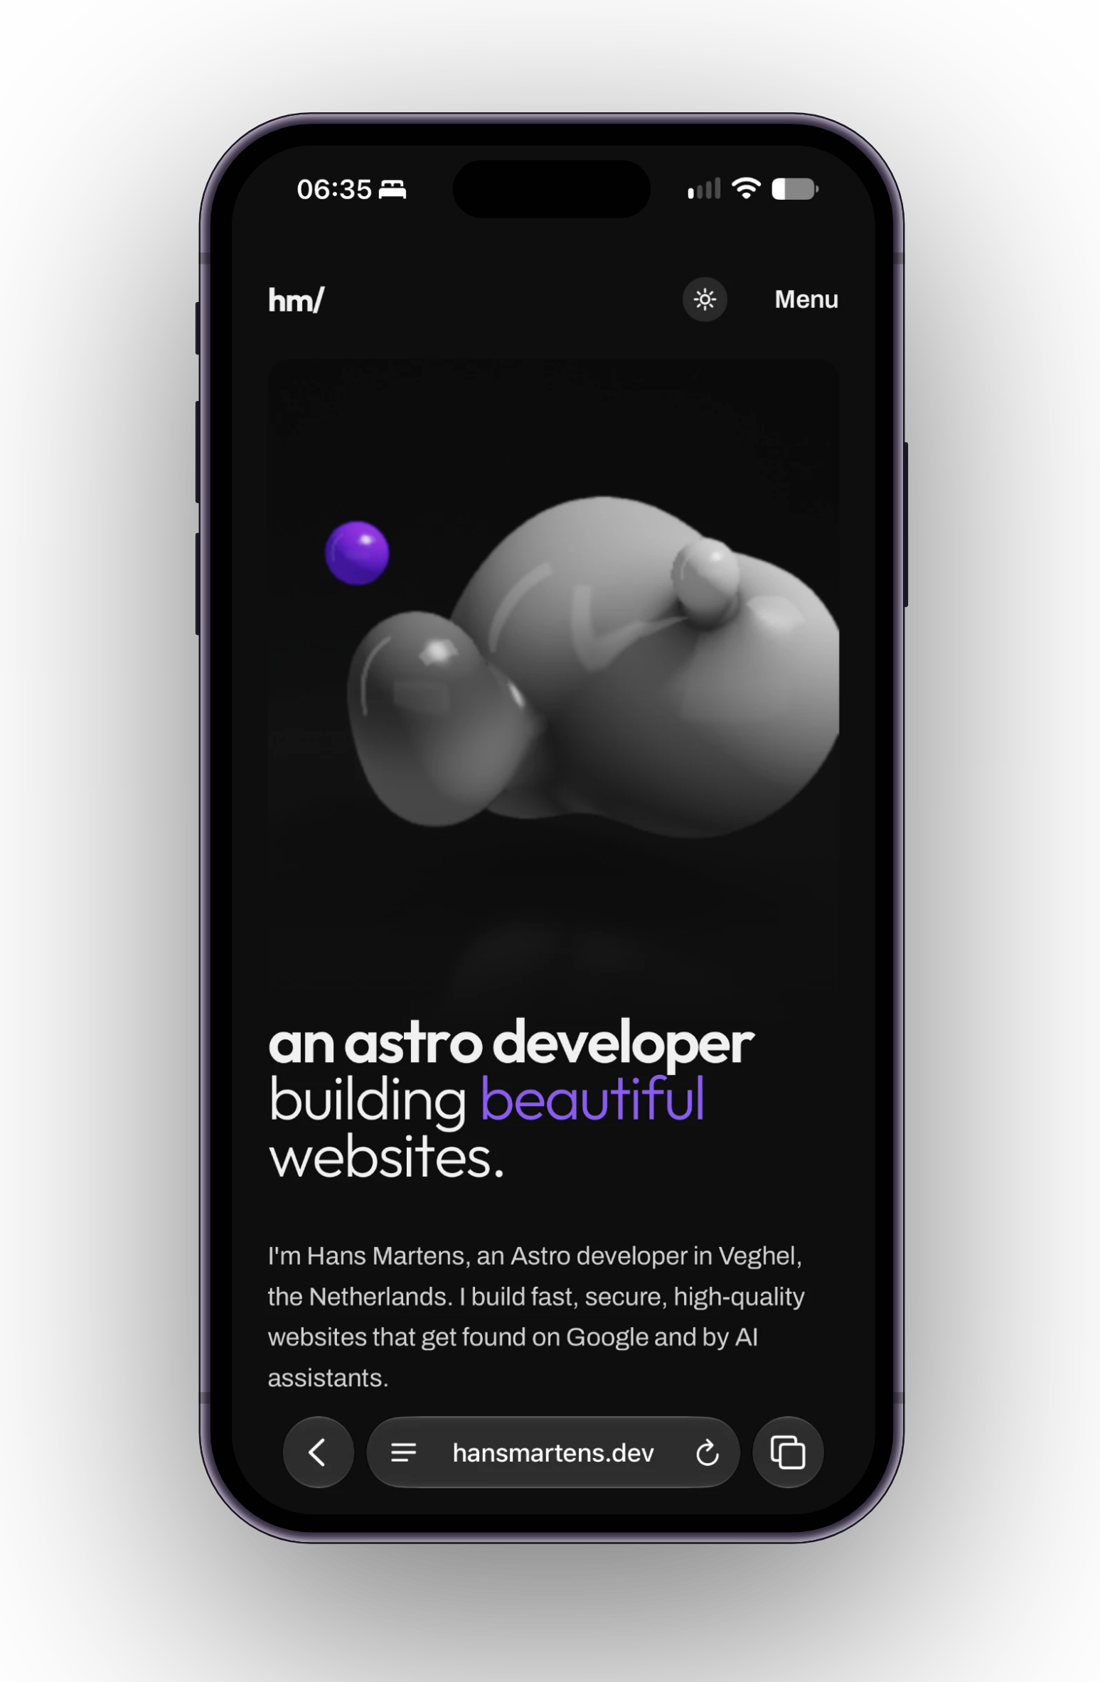 06:35
hm/
Menu
an astro developer
building beautiful
websites.
I'm Hans Martens, an Astro developer in Veghel,
the Netherlands. I build fast, secure, high-quality
websites that get found on Google and by AI
assistants.
hansmartens.dev